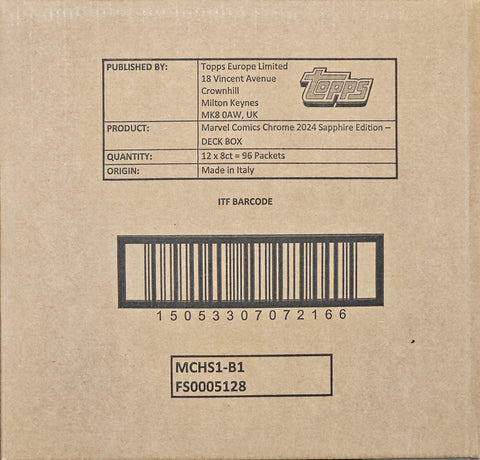 PUBLISHED BY: Topps Europe Limited
18 Vincent Avenue
Crownhill
Milton Keynes
MK8 0AW, UK
topps
PRODUCT: Marvel Comics Chrome 2024 Sapphire Edition –
DECK BOX
QUANTITY: 12 x 8ct = 96 Packets
ORIGIN: Made in Italy
ITF BARCODE
15053307072166
MCHS1-B1
FS0005128